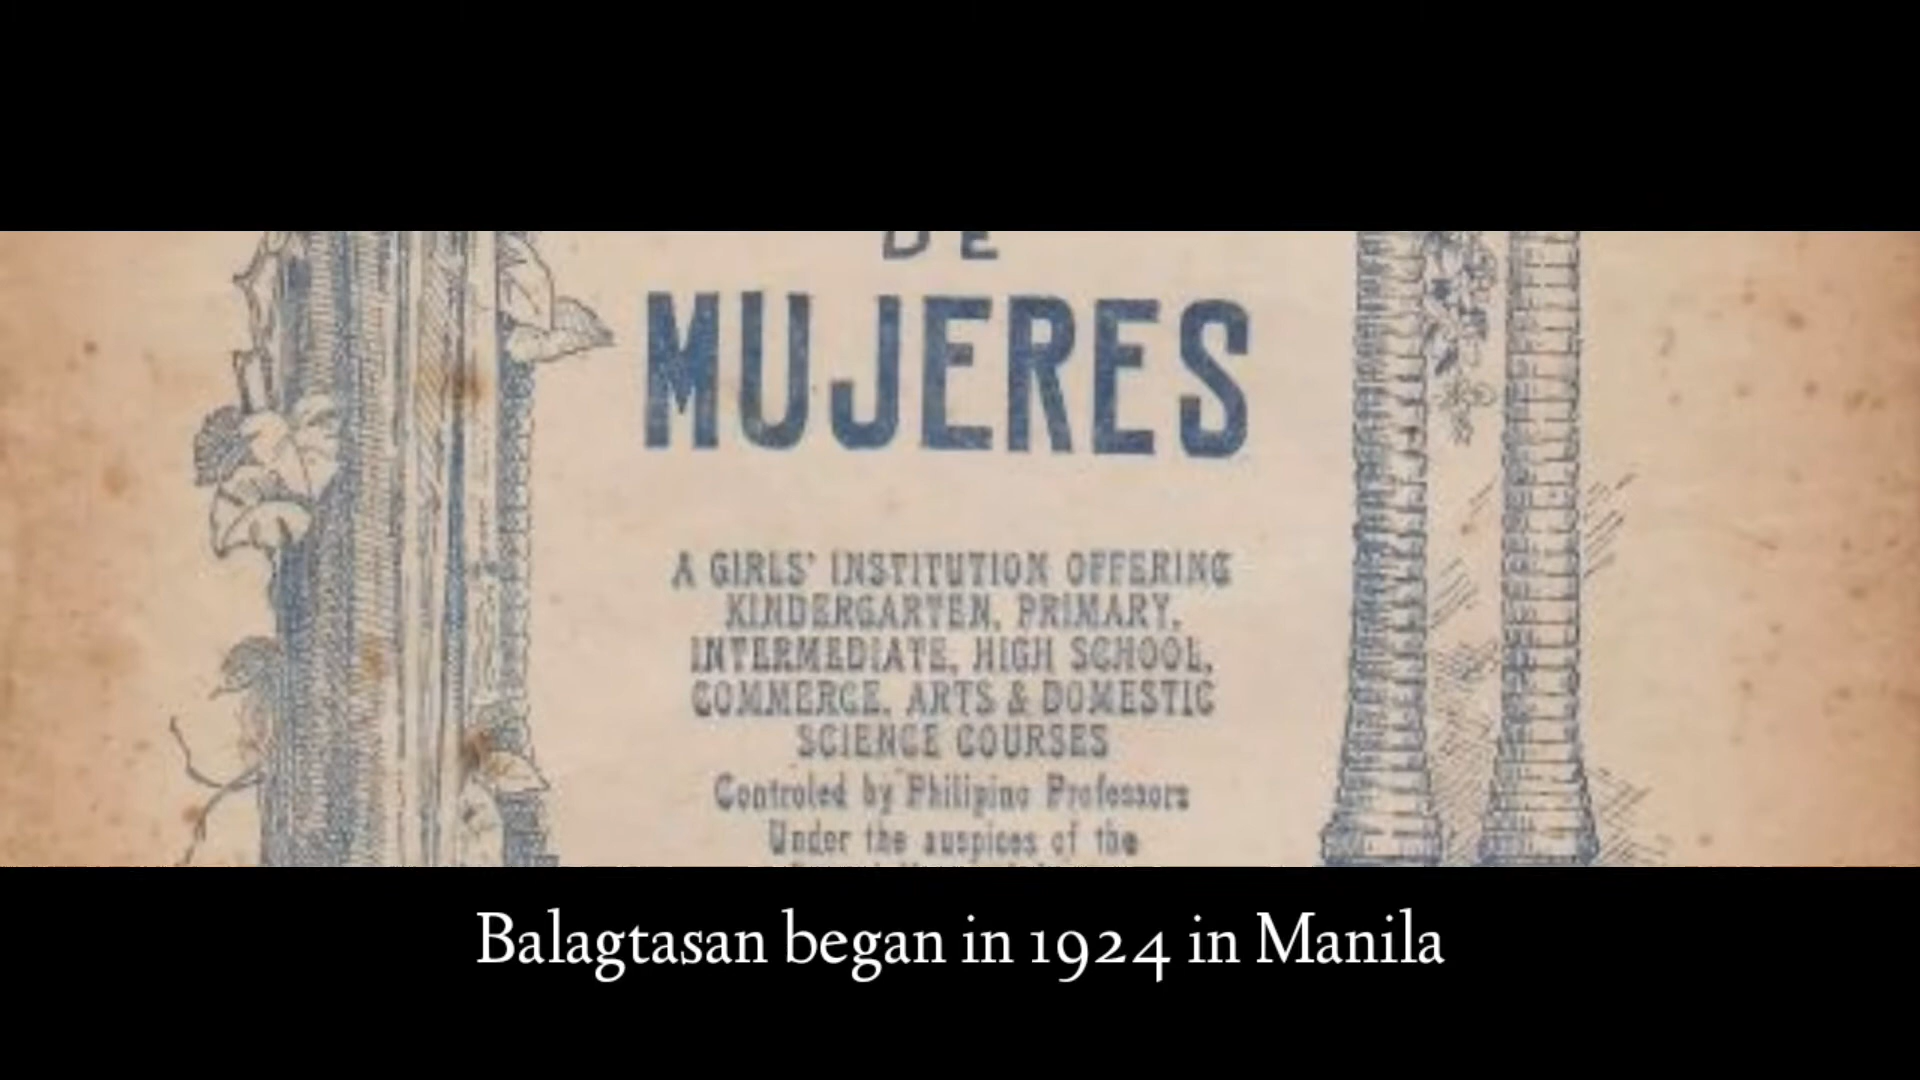 DE
MUJERES
A GIRLS' INSTITUTION OFFERING
KINDERGARTEN, PRIMARY,
INTERMEDIATE, HIGH SCHOOL,
COMMERCE, ARTS & DOMESTIC
SCIENCE COURSES
Controled by Philipino Professors
Under the auspices of the
Balagtasan began in 1924 in Manila